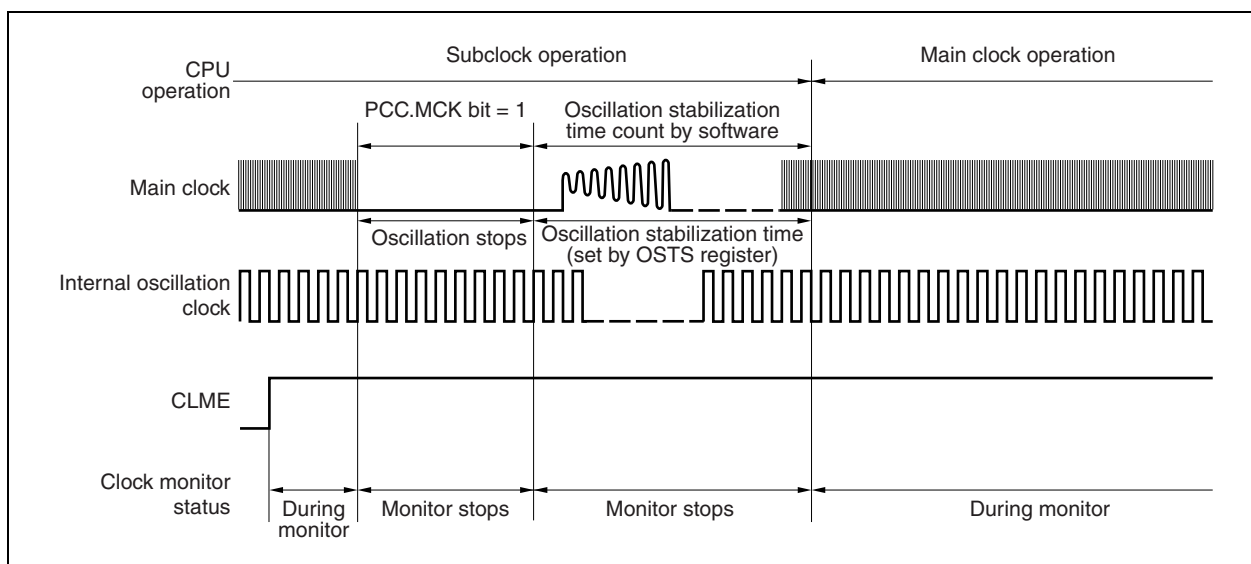 Subclock operation
Main clock operation
CPU
operation
PCC.MCK bit = 1
Oscillation stabilization
time count by software
Main clock
Oscillation stops
Oscillation stabilization time
(set by OSTS register)
Internal oscillation
clock
CLME
Clock monitor
status
During
monitor
Monitor stops
Monitor stops
During monitor